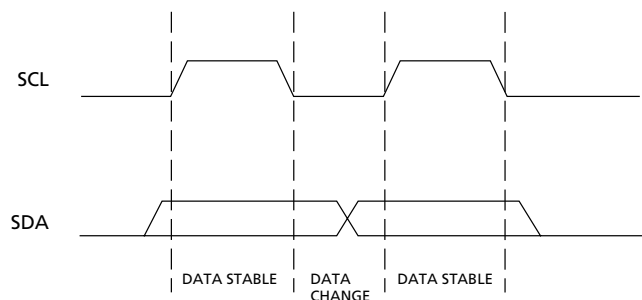 SCL
SDA
DATA STABLE
DATA
CHANGE
DATA STABLE